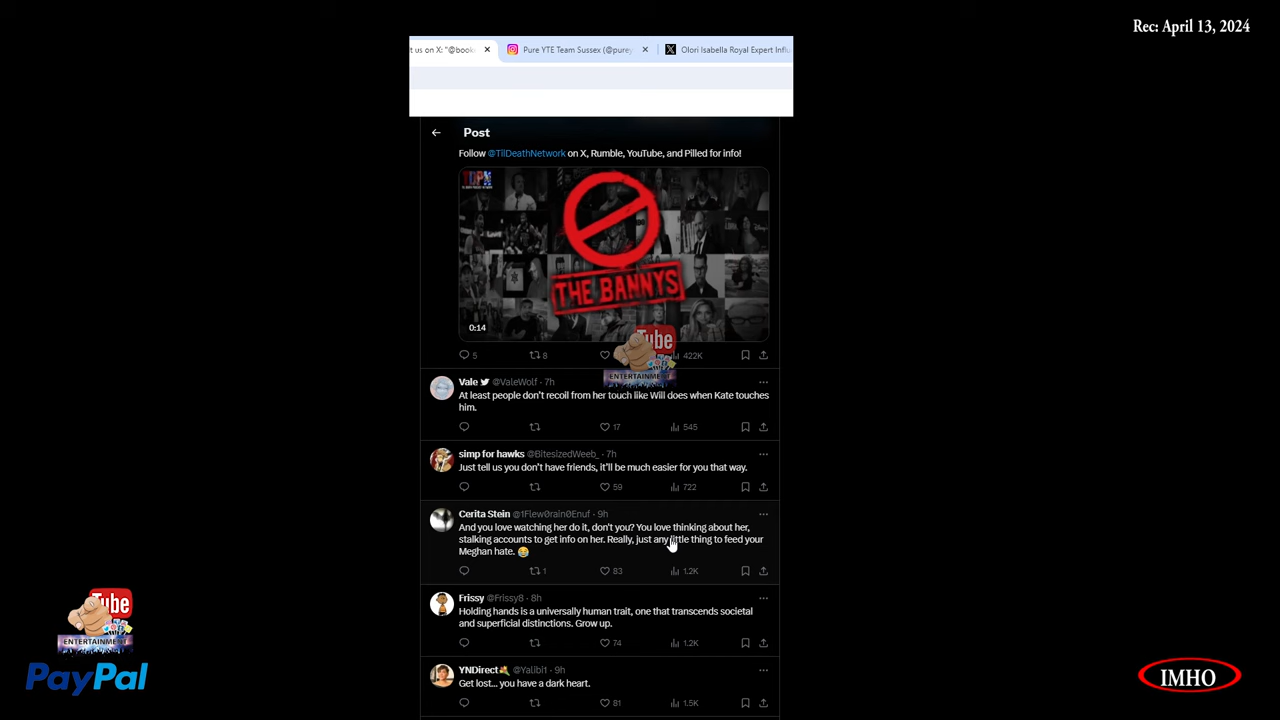 Rec: April 13, 2024
t us on X: "@book
Pure YTE Team Sussex (@purey
Olori Isabella Royal Expert Influ
Post
Follow @TilDeathNetwork on X, Rumble, YouTube, and Pilled for info!
TDPN
THE BANNYS
0:14
Tube
ENTERTAINMENT
5
8
422K
Vale @ValeWolf · 7h
At least people don't recoil from her touch like Will does when Kate touches
him.
17
545
simp for hawks @BitesizedWeeb_ · 7h
Just tell us you don't have friends, it'll be much easier for you that way.
59
722
Cerita Stein @1Flew0rain0Enuf · 9h
And you love watching her do it, don't you? You love thinking about her,
stalking accounts to get info on her. Really, just any little thing to feed your
Meghan hate. 😂
1
83
1.2K
Frissy @Frissy8 · 8h
Holding hands is a universally human trait, one that transcends societal
and superficial distinctions. Grow up.
74
1.2K
YNDirect @Yalibi1 · 9h
Get lost... you have a dark heart.
81
1.5K
Tube
ENTERTAINMENT
PayPal
IMHO